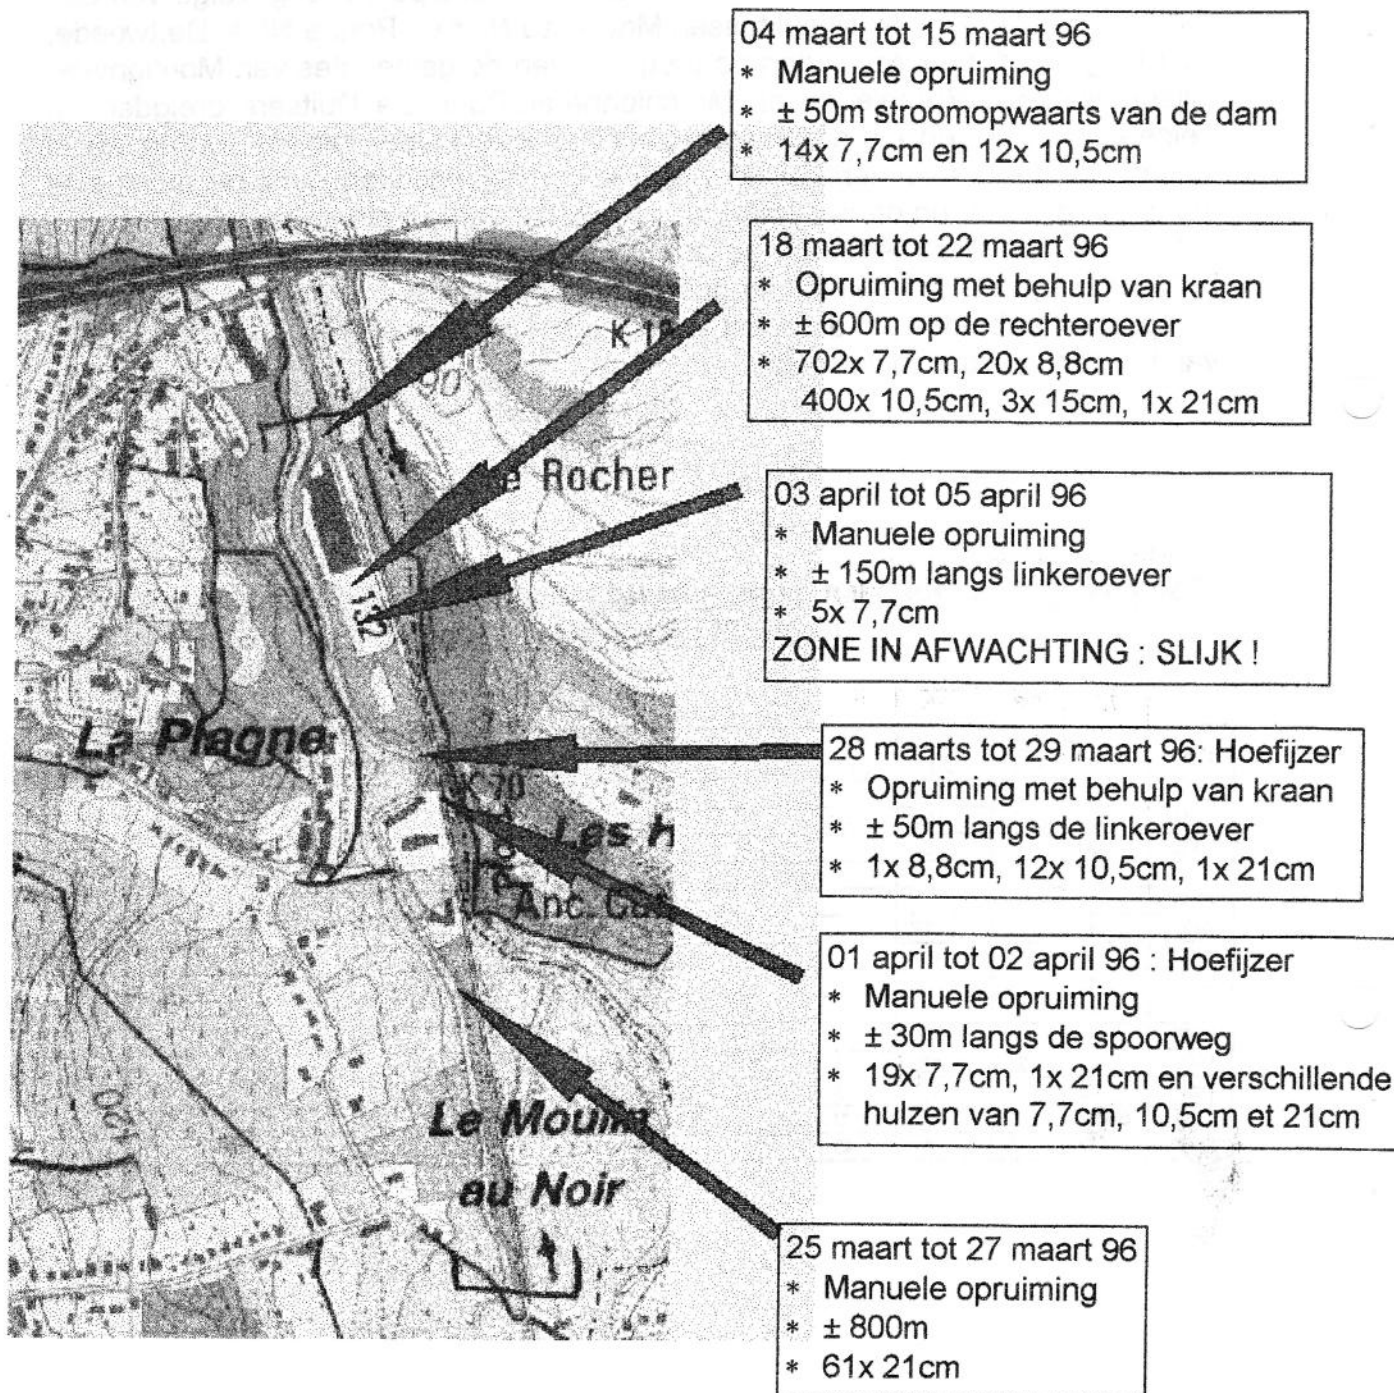 04 maart tot 15 maart 96
* Manuele opruiming
* ± 50m stroomopwaarts van de dam
* 14x 7,7cm en 12x 10,5cm
18 maart tot 22 maart 96
* Opruiming met behulp van kraan
* ± 600m op de rechteroever
* 702x 7,7cm, 20x 8,8cm
400x 10,5cm, 3x 15cm, 1x 21cm
03 april tot 05 april 96
* Manuele opruiming
* ± 150m langs linkeroever
* 5x 7,7cm
ZONE IN AFWACHTING : SLIJK !
28 maarts tot 29 maart 96: Hoefijzer
* Opruiming met behulp van kraan
* ± 50m langs de linkeroever
* 1x 8,8cm, 12x 10,5cm, 1x 21cm
01 april tot 02 april 96 : Hoefijzer
* Manuele opruiming
* ± 30m langs de spoorweg
* 19x 7,7cm, 1x 21cm en verschillende
hulzen van 7,7cm, 10,5cm et 21cm
25 maart tot 27 maart 96
* Manuele opruiming
* ± 800m
* 61x 21cm
K 18
90
Rocher
132
La Plagne
K 70
Les H
Anc.
120
Le Moulin
au Noir